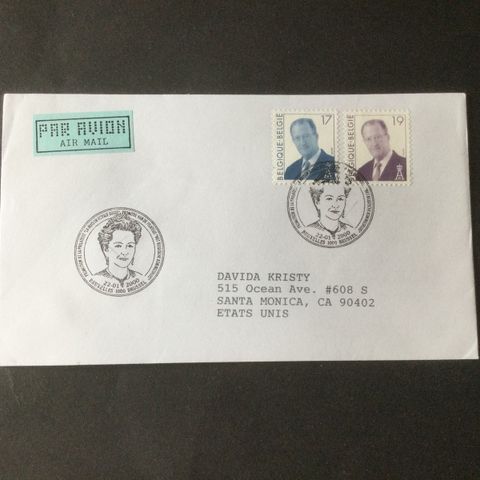 PAR AVION
AIR MAIL
BELGIQUE-BELGIË
17
BELGIQUE-BELGIË
19
22-01 2000
BRUXELLES 1000 BRUSSEL
22-01 2000
BRUXELLES 1000 BRUSSEL
DAVIDA KRISTY
515 Ocean Ave. #608 S
SANTA MONICA, CA 90402
ETATS UNIS